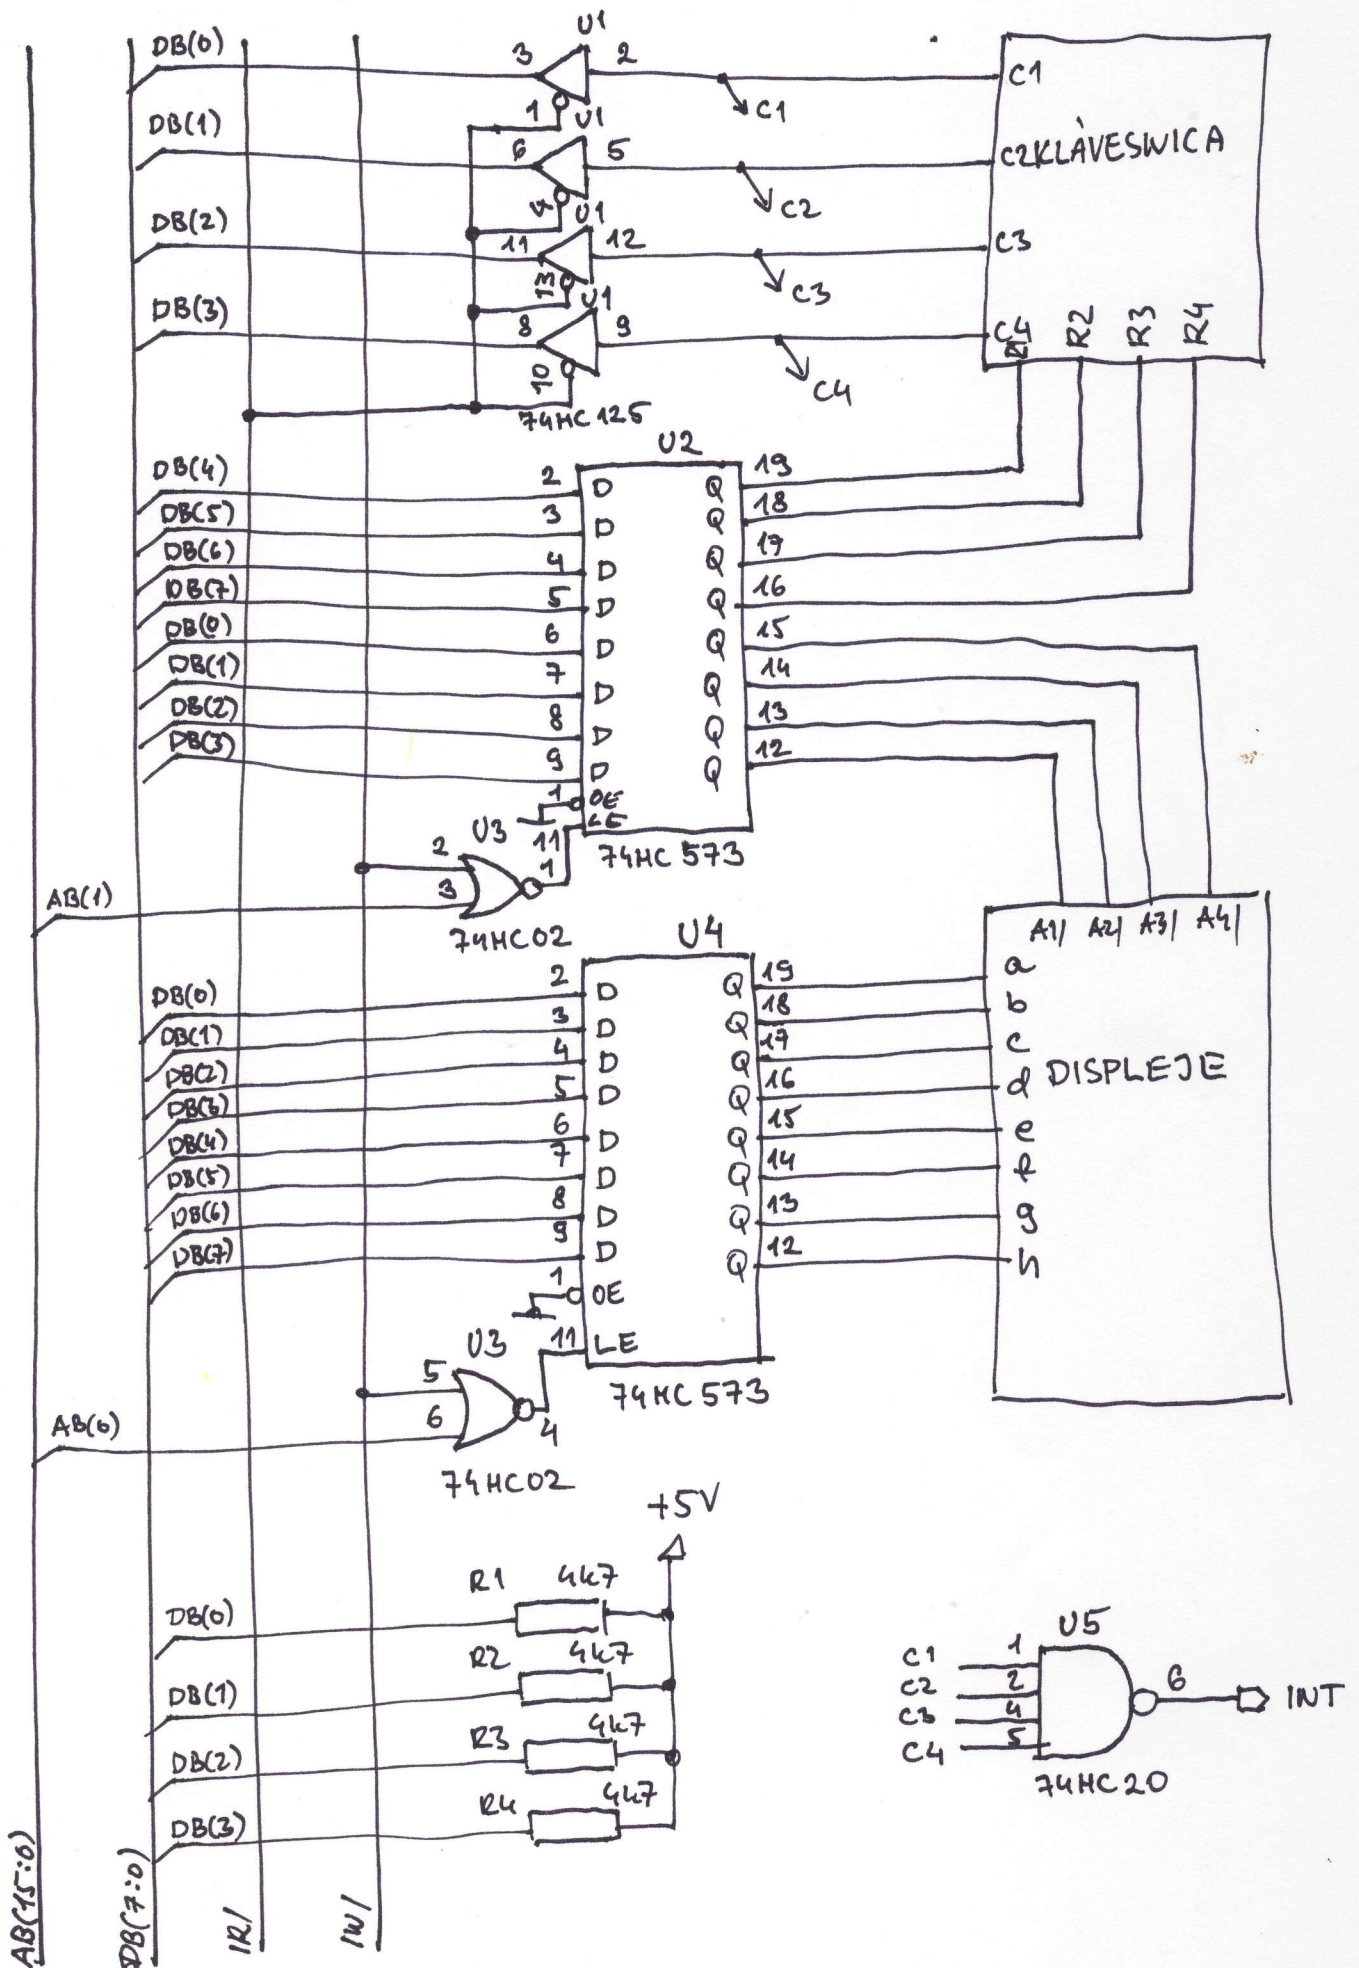 U1
DB(0)
3
2
C1
1
C1
U1
DB(1)
6
5
C2KLÁVESNICA
4
C2
U1
DB(2)
11
12
C3
13
C3
U1
DB(3)
8
9
C4
R1
R2
R3
R4
10
C4
74HC125
U2
DB(4)
2
D
Q
19
DB(5)
3
D
Q
18
DB(6)
4
D
Q
17
DB(7)
5
D
Q
16
DB(0)
6
D
Q
15
DB(1)
7
D
Q
14
DB(2)
8
D
Q
13
DB(3)
9
D
Q
12
1
OE
U3
11
LE
74HC573
2
3
1
AB(1)
74HC02
U4
A1/
A2/
A3/
A4/
DB(0)
2
D
Q
19
a
DB(1)
3
D
Q
18
b
DB(2)
4
D
Q
17
c
DISPLEJE
DB(3)
5
D
Q
16
d
DB(4)
6
D
Q
15
e
DB(5)
7
D
Q
14
f
DB(6)
8
D
Q
13
g
DB(7)
9
D
Q
12
h
1
OE
U3
11
LE
74HC573
5
6
4
AB(0)
74HC02
+5V
R1
4k7
DB(0)
R2
4k7
DB(1)
R3
4k7
DB(2)
R4
4k7
DB(3)
U5
C1
1
C2
2
C3
4
C4
5
6
INT
74HC20
AB(15:0)
DB(7:0)
IR/
IW/